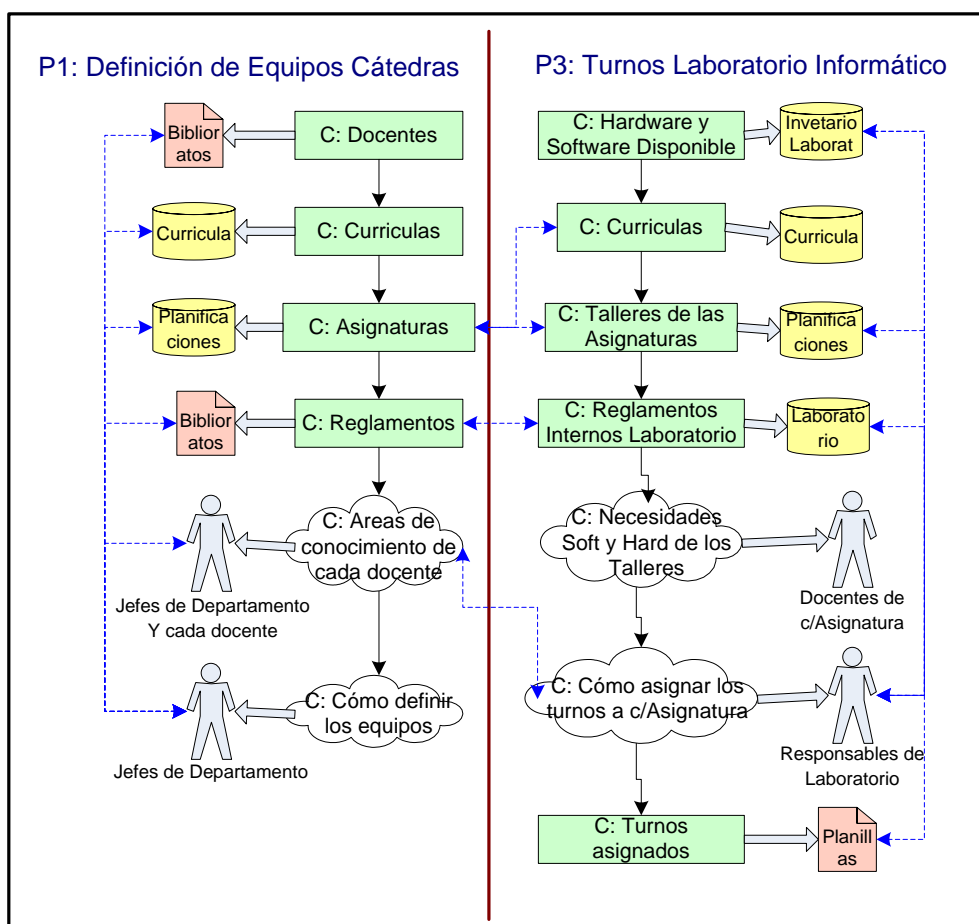 P1: Definición de Equipos Cátedras
Biblior
atos
C: Docentes
Curricula
C: Curriculas
Planifica
ciones
C: Asignaturas
Biblior
atos
C: Reglamentos
C: Areas de
conocimiento de
cada docente
Jefes de Departamento
Y cada docente
C: Cómo definir
los equipos
Jefes de Departamento
P3: Turnos Laboratorio Informático
C: Hardware y
Software Disponible
Invetario
Laborat
C: Curriculas
Curricula
C: Talleres de las
Asignaturas
Planifica
ciones
C: Reglamentos
Internos Laboratorio
Laborato
rio
C: Necesidades
Soft y Hard de los
Talleres
Docentes de
c/Asignatura
C: Cómo asignar los
turnos a c/Asignatura
Responsables de
Laboratorio
C: Turnos
asignados
Planill
as